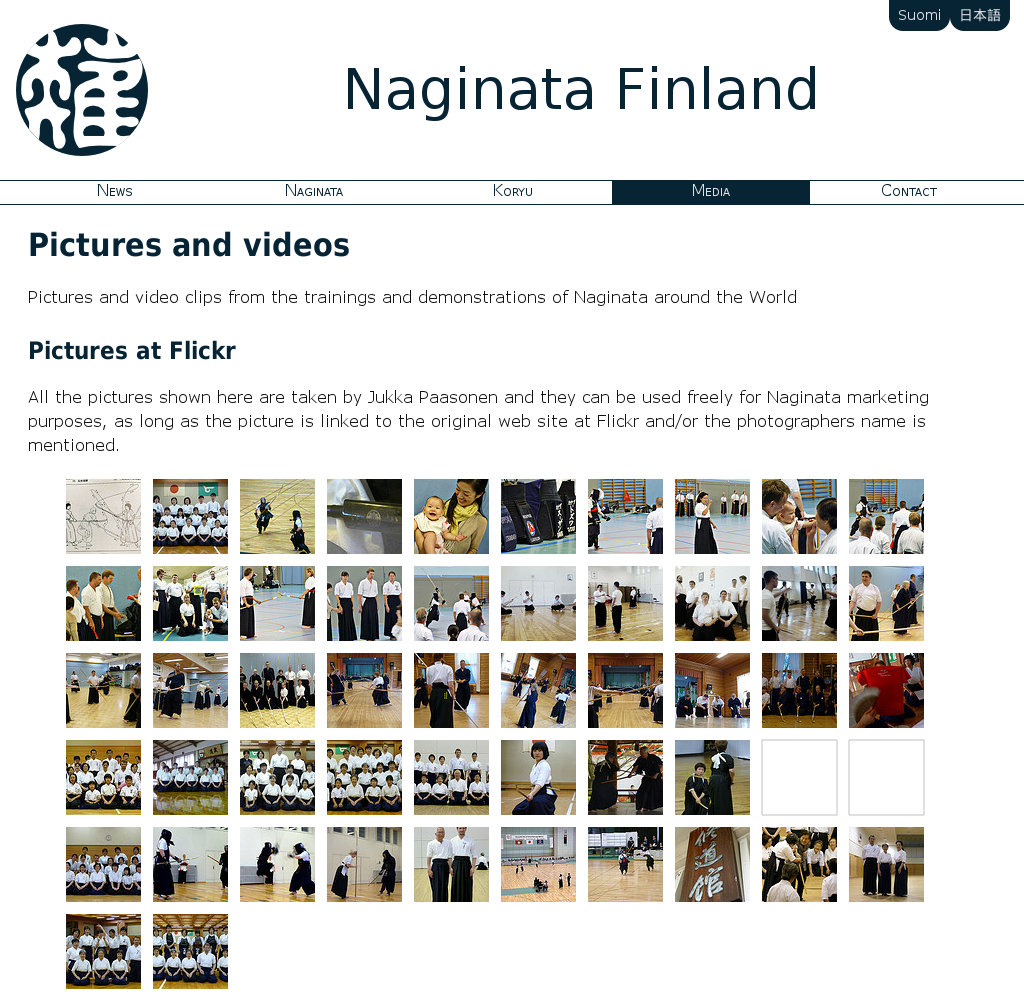 Suomi
日本語
Naginata Finland
News
Naginata
Koryu
Media
Contact
Pictures and videos
Pictures and video clips from the trainings and demonstrations of Naginata around the World
Pictures at Flickr
All the pictures shown here are taken by Jukka Paasonen and they can be used freely for Naginata marketing
purposes, as long as the picture is linked to the original web site at Flickr and/or the photographers name is
mentioned.
道
館